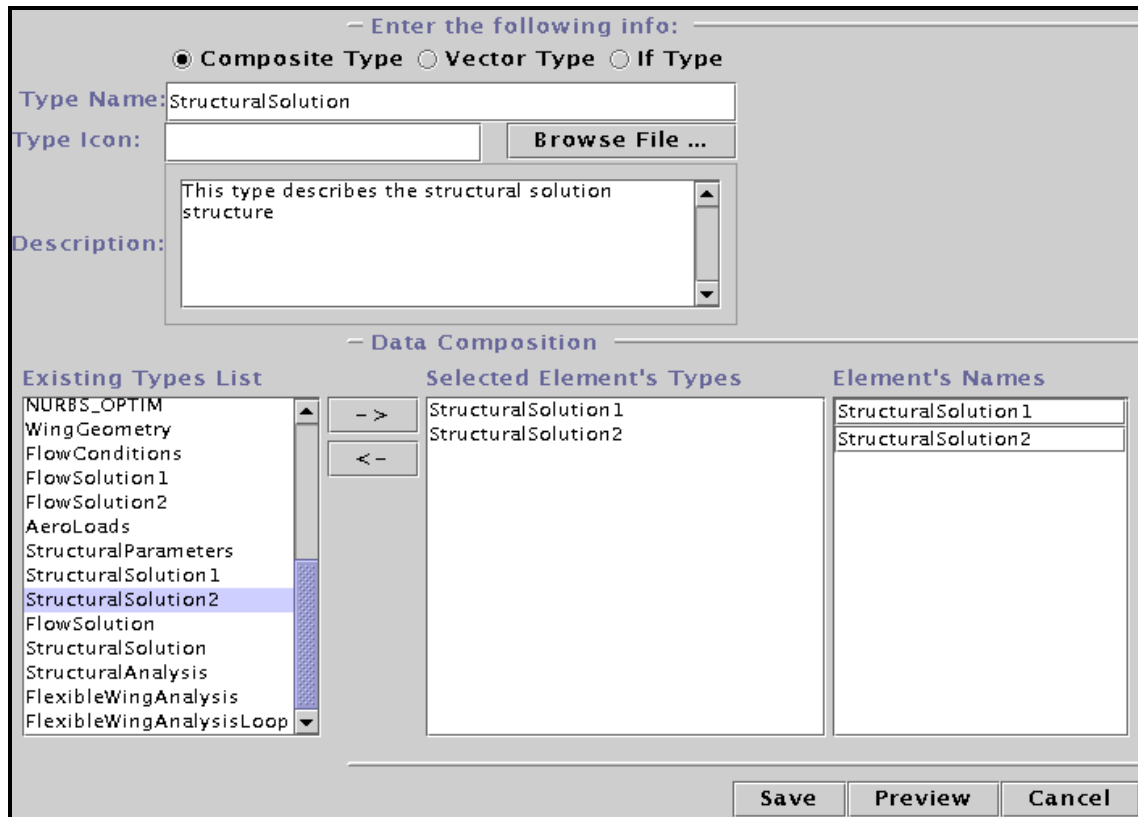 Enter the following info:
Composite Type Vector Type If Type
Type Name: StructuralSolution
Type Icon: Browse File ...
Description: This type describes the structural solution
structure
Data Composition
Existing Types List
NURBS_OPTIM
WingGeometry
FlowConditions
FlowSolution1
FlowSolution2
AeroLoads
StructuralParameters
StructuralSolution1
StructuralSolution2
FlowSolution
StructuralSolution
StructuralAnalysis
FlexibleWingAnalysis
FlexibleWingAnalysisLoop
->
<-
Selected Element's Types
StructuralSolution1
StructuralSolution2
Element's Names
StructuralSolution1
StructuralSolution2
Save Preview Cancel